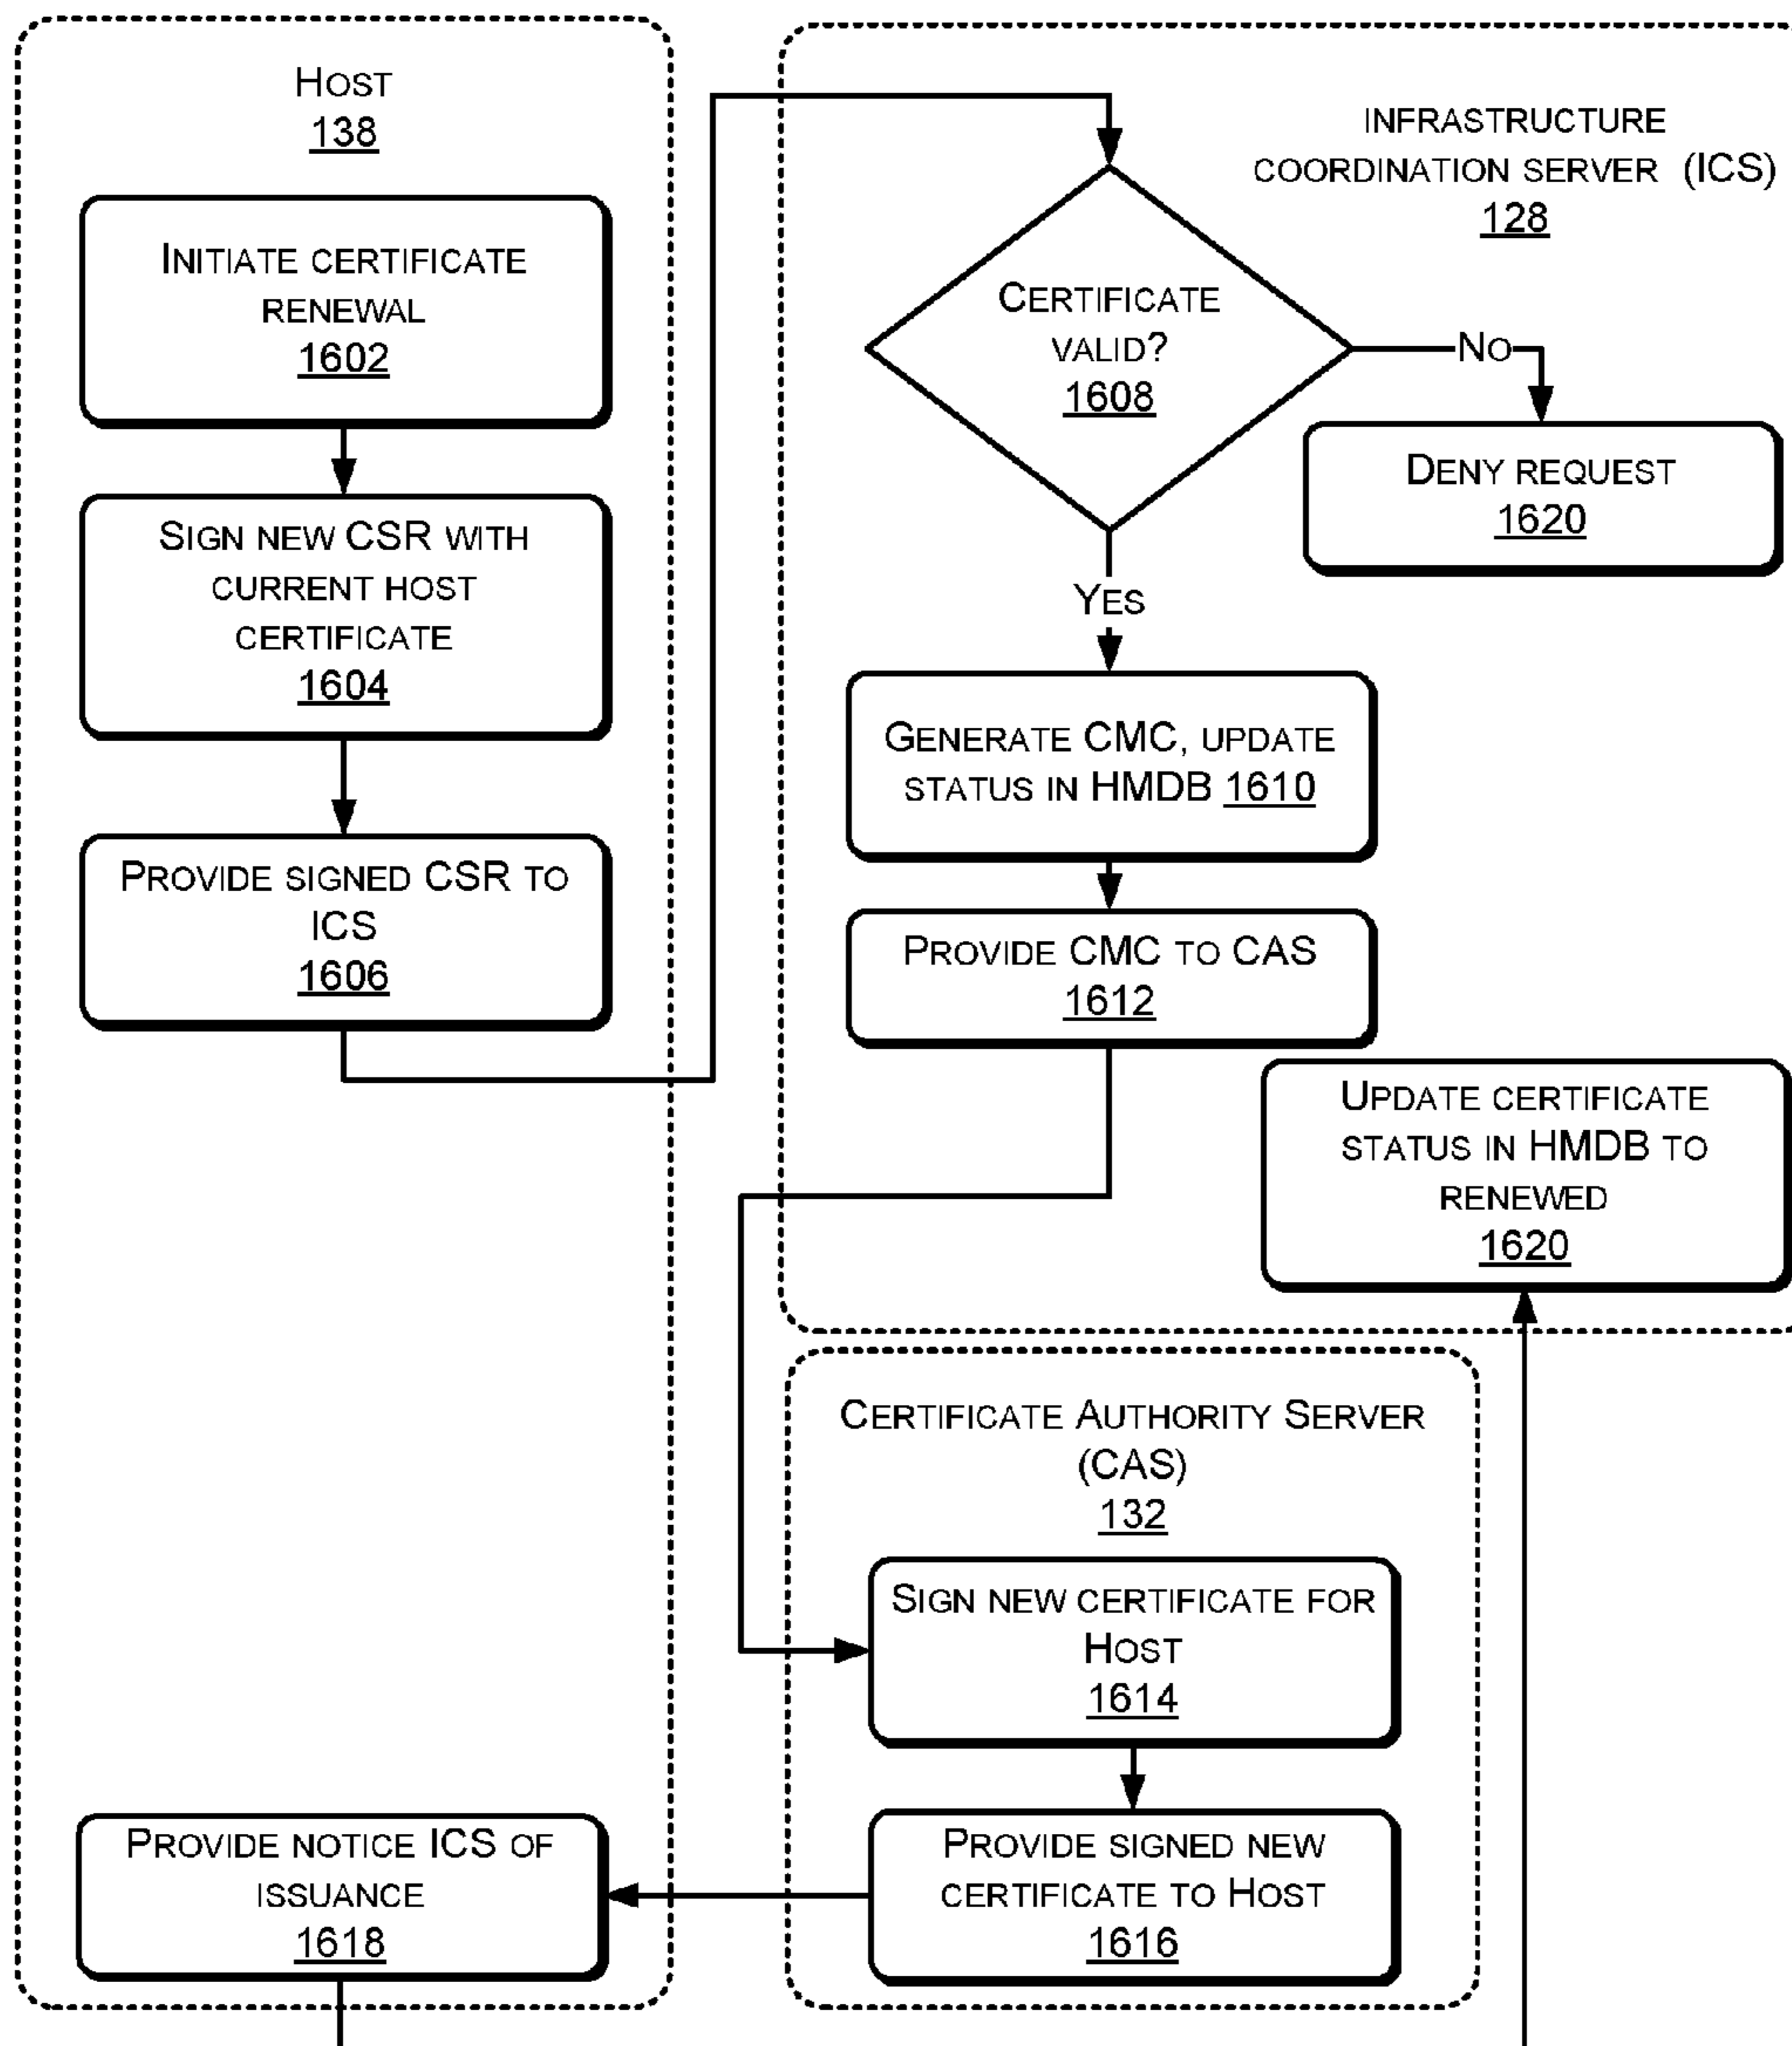 HOST
138
INITIATE CERTIFICATE
RENEWAL
1602
SIGN NEW CSR WITH
CURRENT HOST
CERTIFICATE
1604
PROVIDE SIGNED CSR TO
ICS
1606
INFRASTRUCTURE
COORDINATION SERVER (ICS)
128
CERTIFICATE
VALID?
1608
NO
DENY REQUEST
1620
YES
GENERATE CMC, UPDATE
STATUS IN HMDB 1610
PROVIDE CMC TO CAS
1612
UPDATE CERTIFICATE
STATUS IN HMDB TO
RENEWED
1620
CERTIFICATE AUTHORITY SERVER
(CAS)
132
SIGN NEW CERTIFICATE FOR
HOST
1614
PROVIDE SIGNED NEW
CERTIFICATE TO HOST
1616
PROVIDE NOTICE ICS OF
ISSUANCE
1618